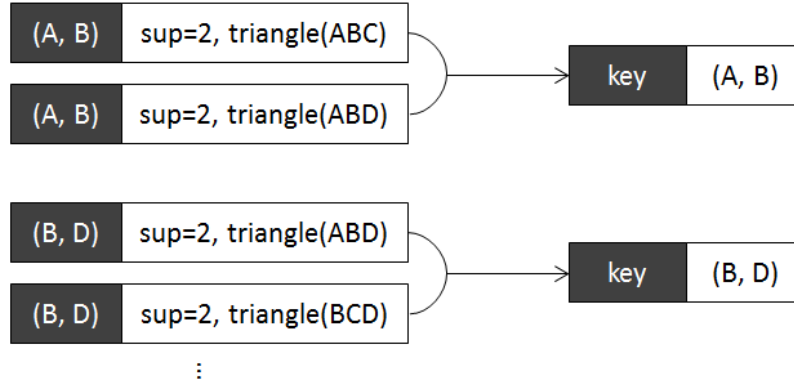 (A, B) sup=2, triangle(ABC)
key (A, B)
(A, B) sup=2, triangle(ABD)
(B, D) sup=2, triangle(ABD)
key (B, D)
(B, D) sup=2, triangle(BCD)
...